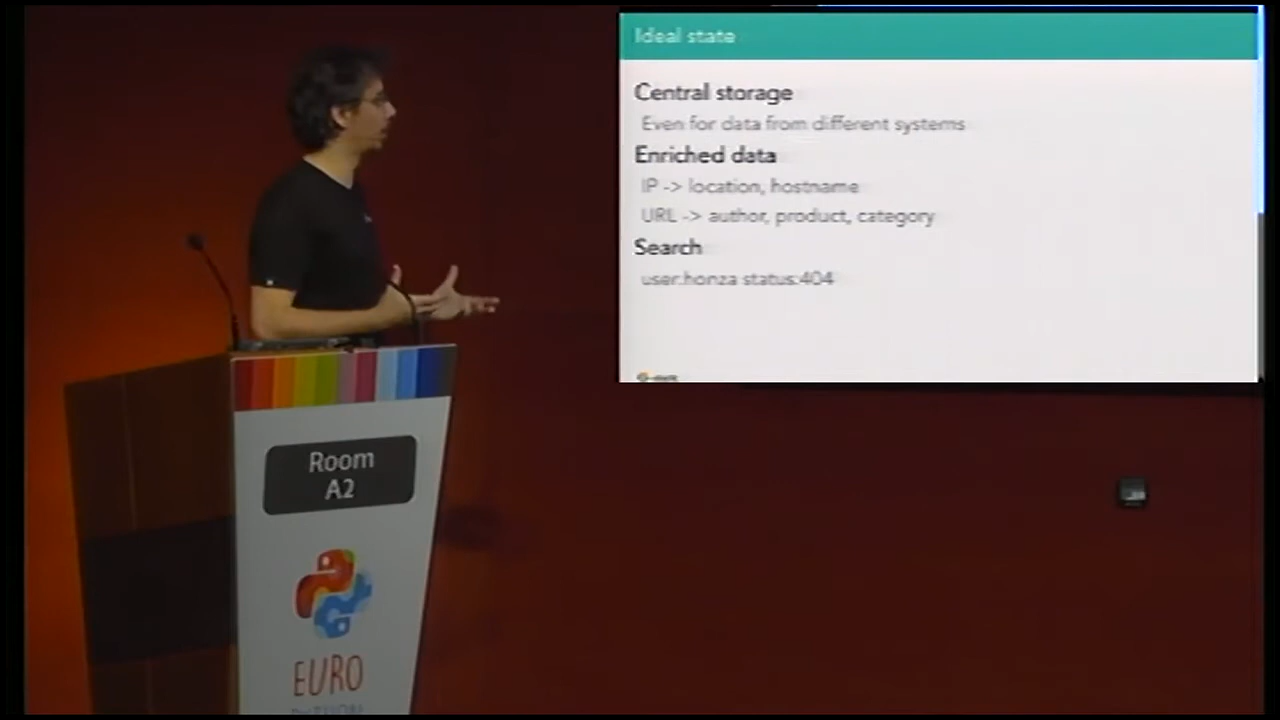 Ideal state
Central storage
Even for data from different systems
Enriched data
IP -> location, hostname
URL -> author, product, category
Search
user:honza status:404
Room
A2
EURO
PYTHON